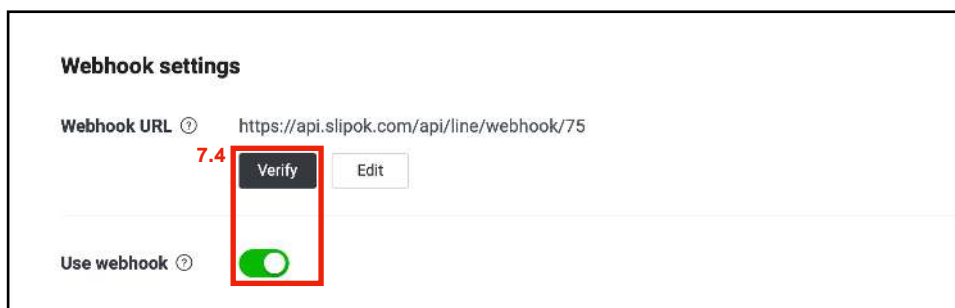 Webhook settings
Webhook URL ? https://api.slipok.com/api/line/webhook/75
7.4
Verify Edit
Use webhook ?